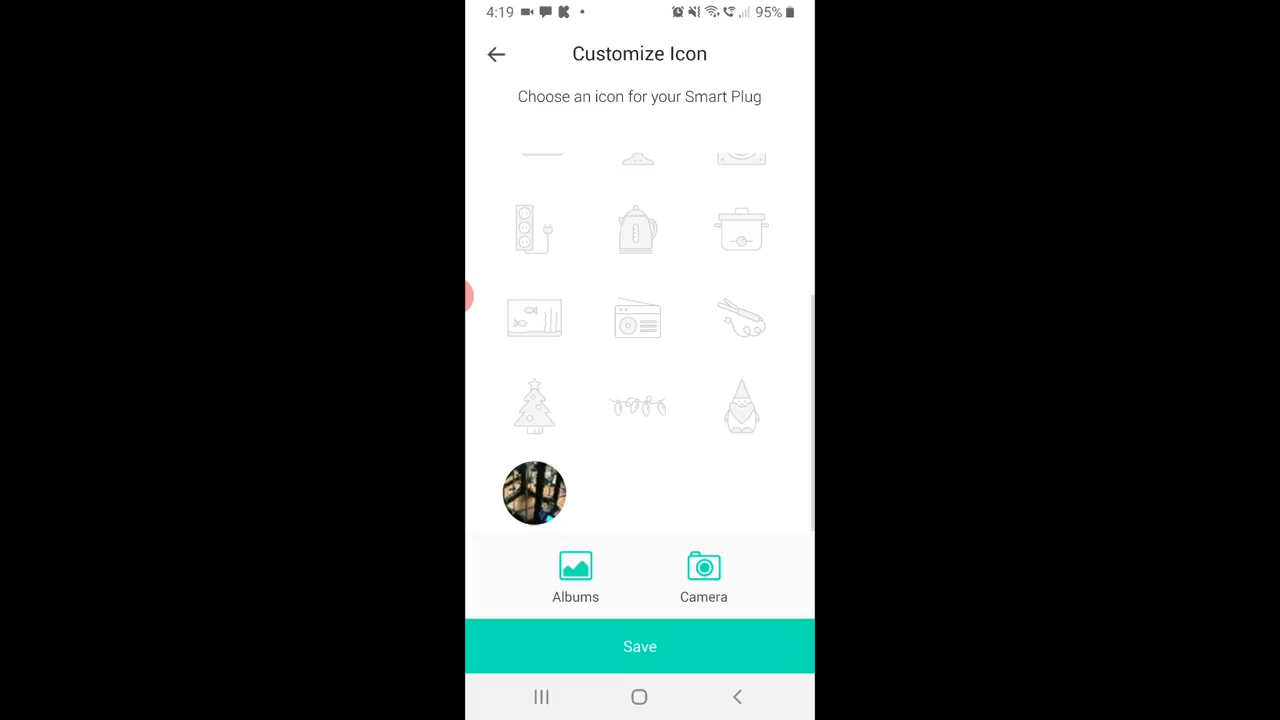 4:19 95%
Customize Icon
Choose an icon for your Smart Plug
Albums Camera
Save